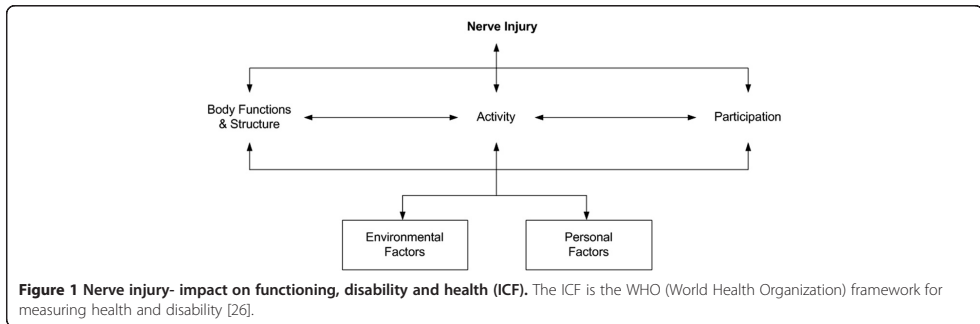 Nerve Injury
Body Functions
& Structure
Activity
Participation
Environmental
Factors
Personal
Factors
Figure 1 Nerve injury- impact on functioning, disability and health (ICF). The ICF is the WHO (World Health Organization) framework for
measuring health and disability [26].